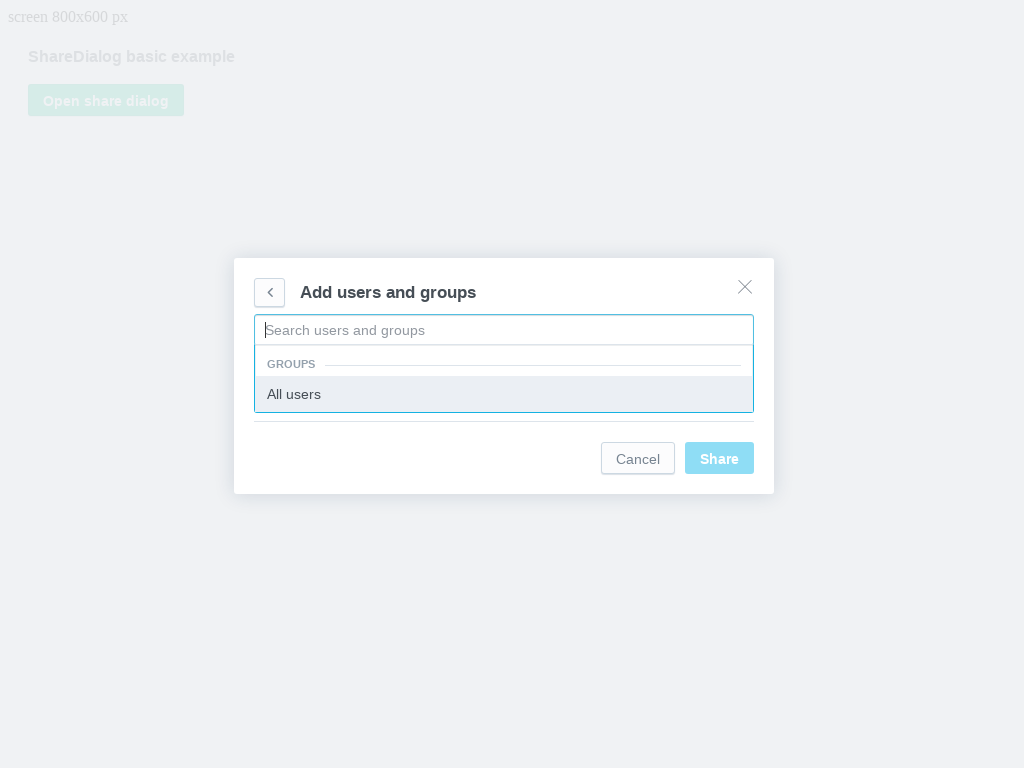 screen 800x600 px
ShareDialog basic example
Open share dialog
Add users and groups
Search users and groups
GROUPS
All users
Cancel
Share